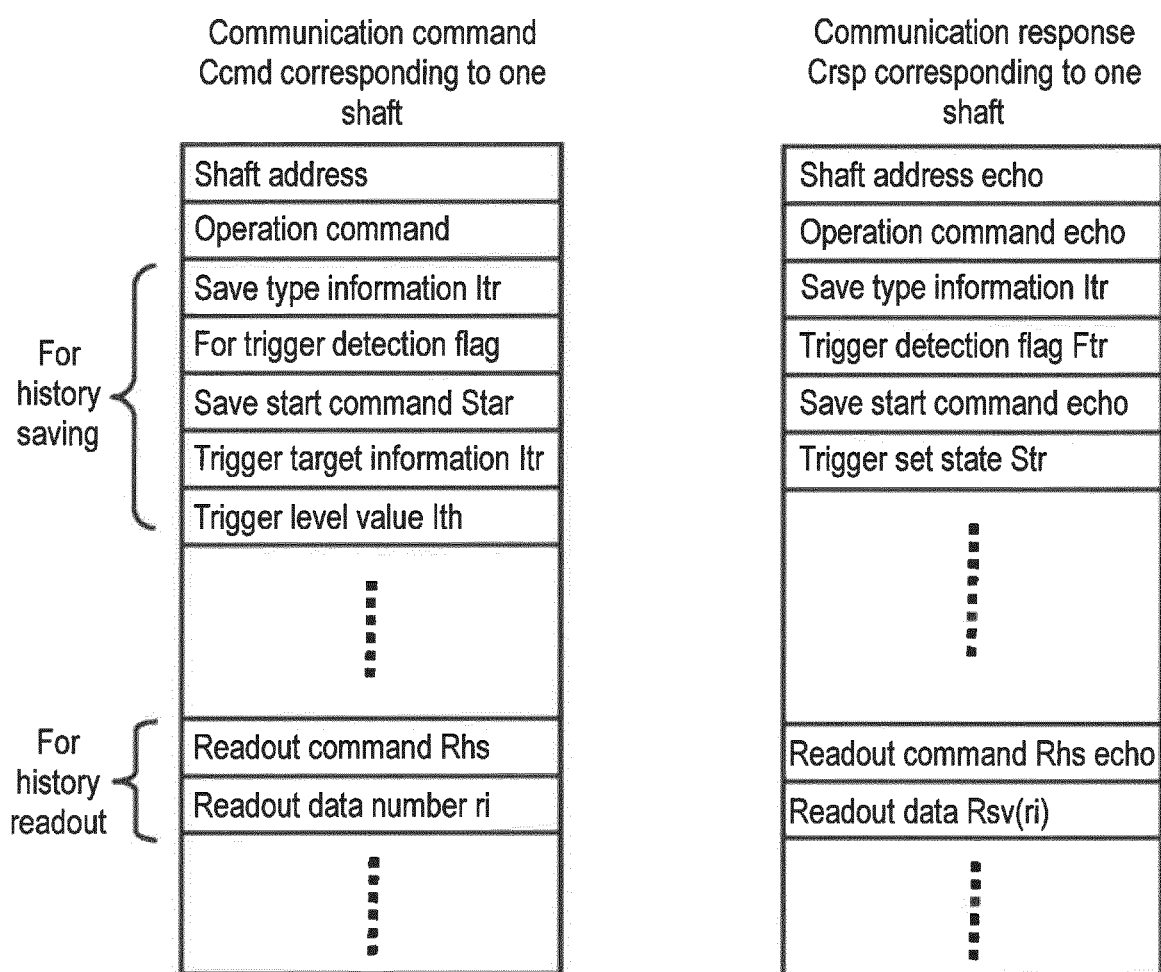 Communication command
Ccmd corresponding to one
shaft
Shaft address
Operation command
Save type information Itr
For trigger detection flag
Save start command Star
Trigger target information Itr
Trigger level value Ith
For
history
saving
Readout command Rhs
Readout data number ri
For
history
readout
Communication response
Crsp corresponding to one
shaft
Shaft address echo
Operation command echo
Save type information Itr
Trigger detection flag Ftr
Save start command echo
Trigger set state Str
Readout command Rhs echo
Readout data Rsv(ri)